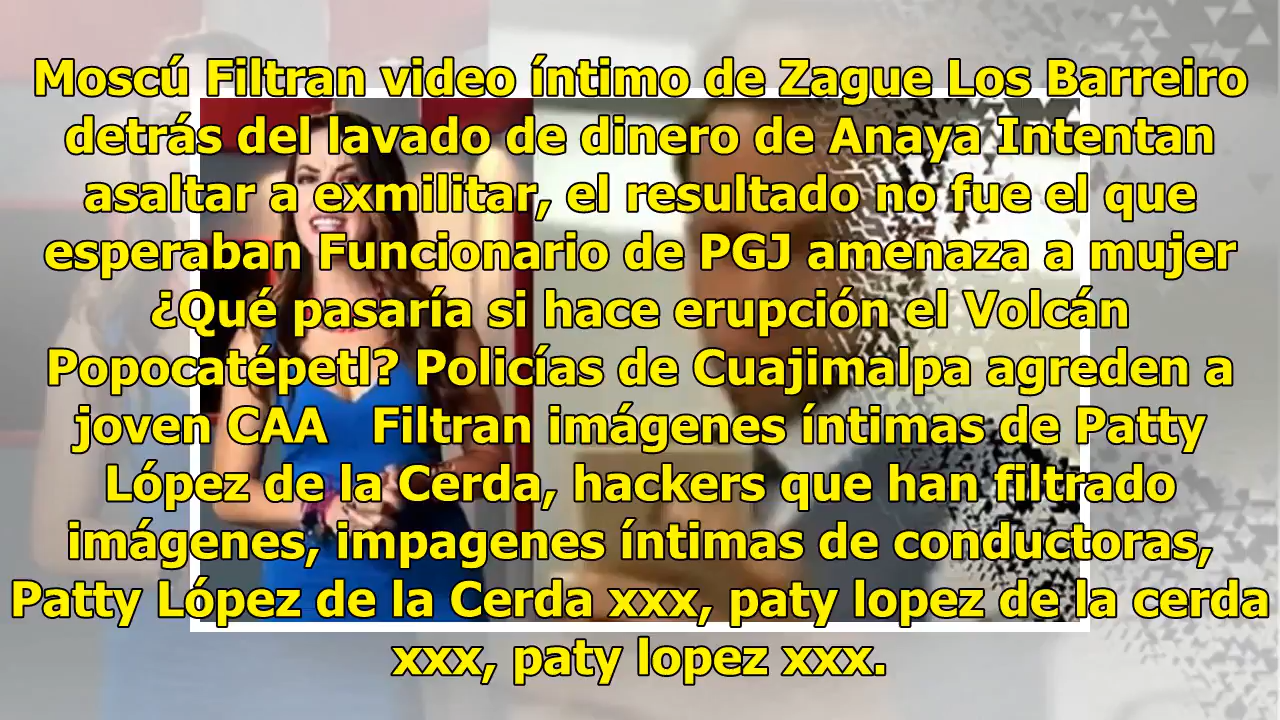 Moscú Filtran video íntimo de Zague Los Barreiro
detrás del lavado de dinero de Anaya Intentan
asaltar a exmilitar, el resultado no fue el que
esperaban Funcionario de PGJ amenaza a mujer
¿Qué pasaría si hace erupción el Volcán
Popocatépetl? Policías de Cuajimalpa agreden a
joven CAA Filtran imágenes íntimas de Patty
López de la Cerda, hackers que han filtrado
imágenes, impagenes íntimas de conductoras,
Patty López de la Cerda xxx, paty lopez de la cerda
xxx, paty lopez xxx.